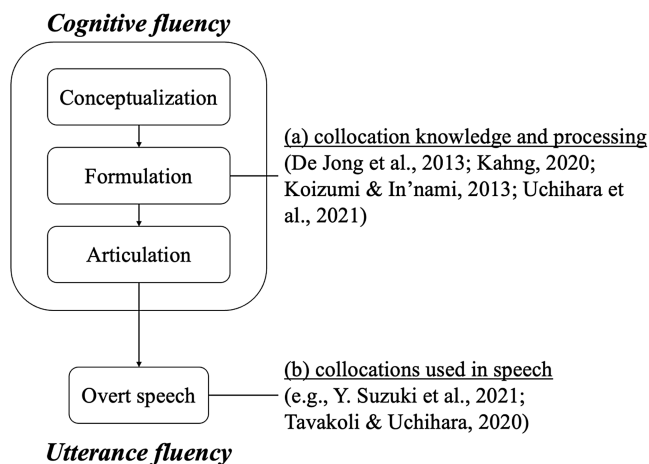 Cognitive fluency
Conceptualization
Formulation
Articulation
(a) collocation knowledge and processing
(De Jong et al., 2013; Kahng, 2020;
Koizumi & In’nami, 2013; Uchihara et
al., 2021)
Overt speech
(b) collocations used in speech
(e.g., Y. Suzuki et al., 2021;
Tavakoli & Uchihara, 2020)
Utterance fluency